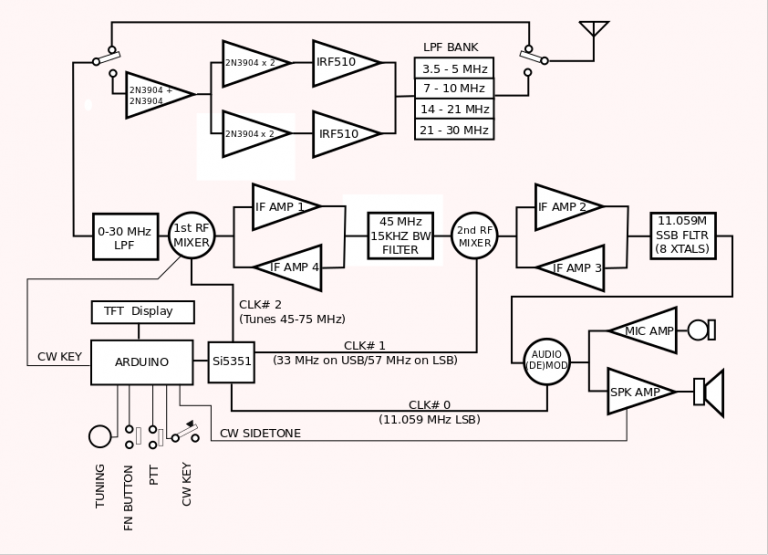 LPF BANK
2N3904 x 2
IRF510
3.5 - 5 MHz
7 - 10 MHz
2N3904 +
2N3904
14 - 21 MHz
2N3904 x 2
IRF510
21 - 30 MHz
0-30 MHz
LPF
1st RF
MIXER
IF AMP 1
IF AMP 4
45 MHz
15KHZ BW
FILTER
2nd RF
MIXER
IF AMP 2
IF AMP 3
11.059M
SSB FLTR
(8 XTALS)
CLK# 2
(Tunes 45-75 MHz)
TFT Display
MIC AMP
CW KEY
ARDUINO
Si5351
CLK# 1
(33 MHz on USB/57 MHz on LSB)
AUDIO
(DE)MOD
SPK AMP
CLK# 0
(11.059 MHz LSB)
CW SIDETONE
TUNING
FN BUTTON
PTT
CW KEY